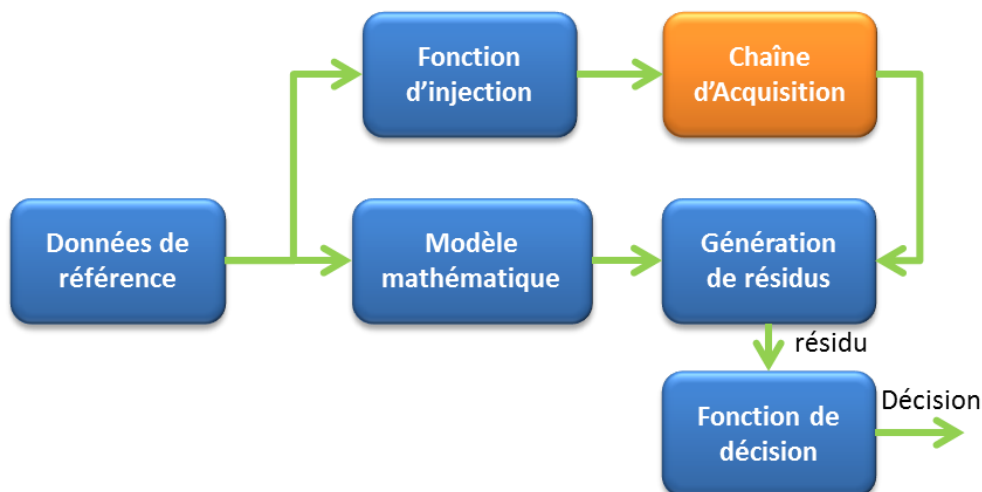 Fonction
d'injection
Chaîne
d'Acquisition
Données de
référence
Modèle
mathématique
Génération
de résidus
résidu
Fonction de
décision
Décision